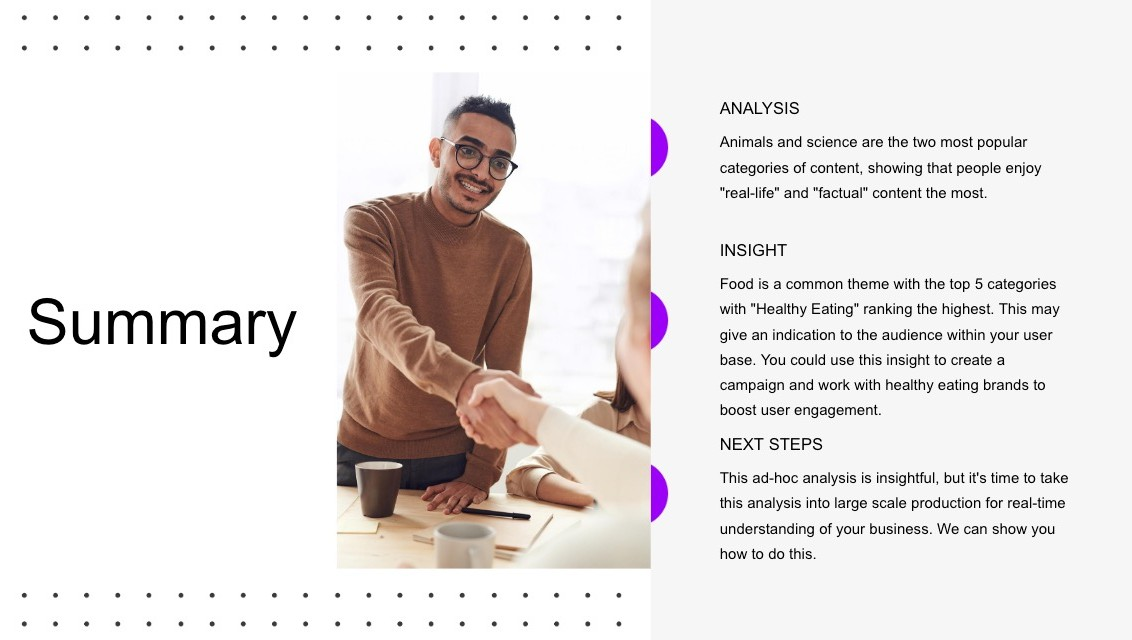 Summary
ANALYSIS
Animals and science are the two most popular
categories of content, showing that people enjoy
"real-life" and "factual" content the most.
INSIGHT
Food is a common theme with the top 5 categories
with "Healthy Eating" ranking the highest. This may
give an indication to the audience within your user
base. You could use this insight to create a
campaign and work with healthy eating brands to
boost user engagement.
NEXT STEPS
This ad-hoc analysis is insightful, but it's time to take
this analysis into large scale production for real-time
understanding of your business. We can show you
how to do this.